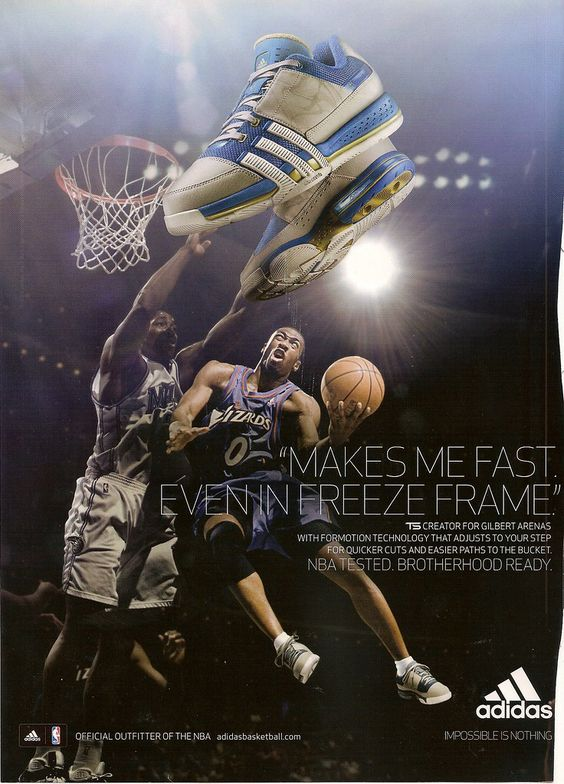 WIZARDS
0
"MAKES ME FAST.
EVEN IN FREEZE FRAME."
TS CREATOR FOR GILBERT ARENAS
WITH FORMOTION TECHNOLOGY THAT ADJUSTS TO YOUR STEP
FOR QUICKER CUTS AND EASIER PATHS TO THE BUCKET.
NBA TESTED. BROTHERHOOD READY.
adidas
adidas OFFICIAL OUTFITTER OF THE NBA adidasbasketball.com
IMPOSSIBLE IS NOTHING